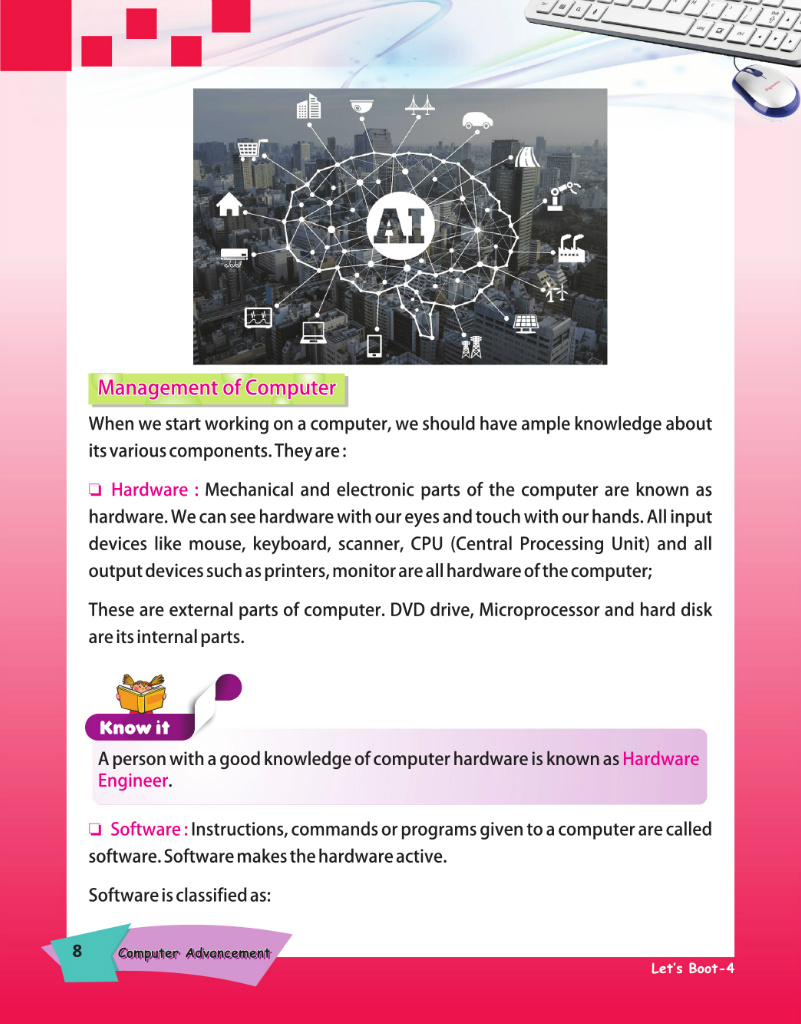 AI
Management of Computer
When we start working on a computer, we should have ample knowledge about
its various components. They are :
❏ Hardware : Mechanical and electronic parts of the computer are known as
hardware. We can see hardware with our eyes and touch with our hands. All input
devices like mouse, keyboard, scanner, CPU (Central Processing Unit) and all
output devices such as printers, monitor are all hardware of the computer;
These are external parts of computer. DVD drive, Microprocessor and hard disk
are its internal parts.
Know it
A person with a good knowledge of computer hardware is known as Hardware
Engineer.
❏ Software : Instructions, commands or programs given to a computer are called
software. Software makes the hardware active.
Software is classified as:
8 Computer Advancement
Let's Boot-4